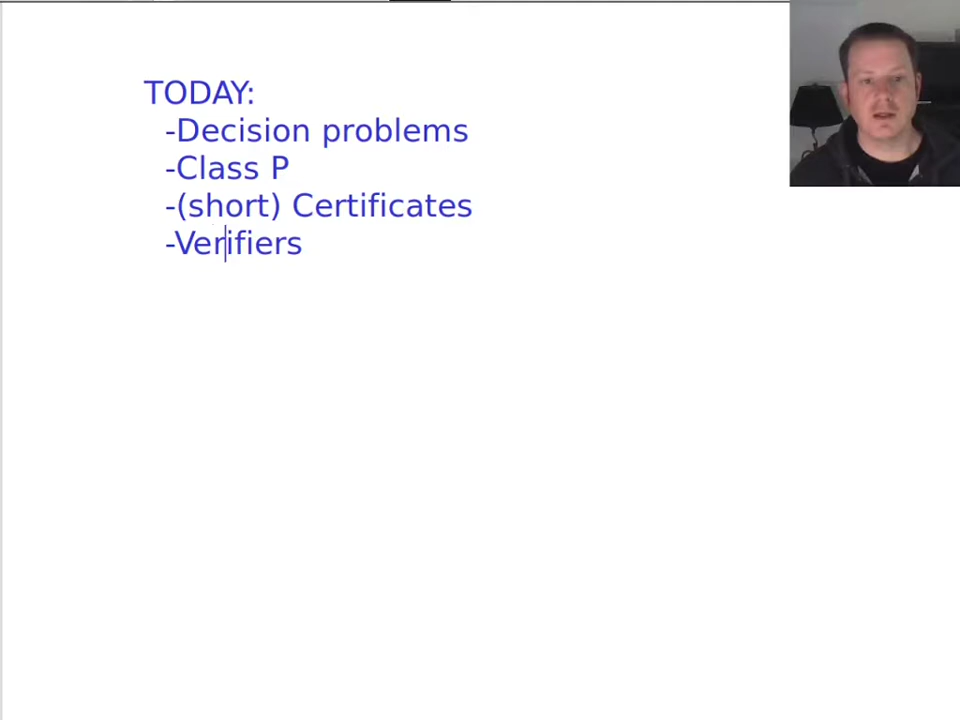 TODAY:
-Decision problems
-Class P
-(short) Certificates
-Verifiers